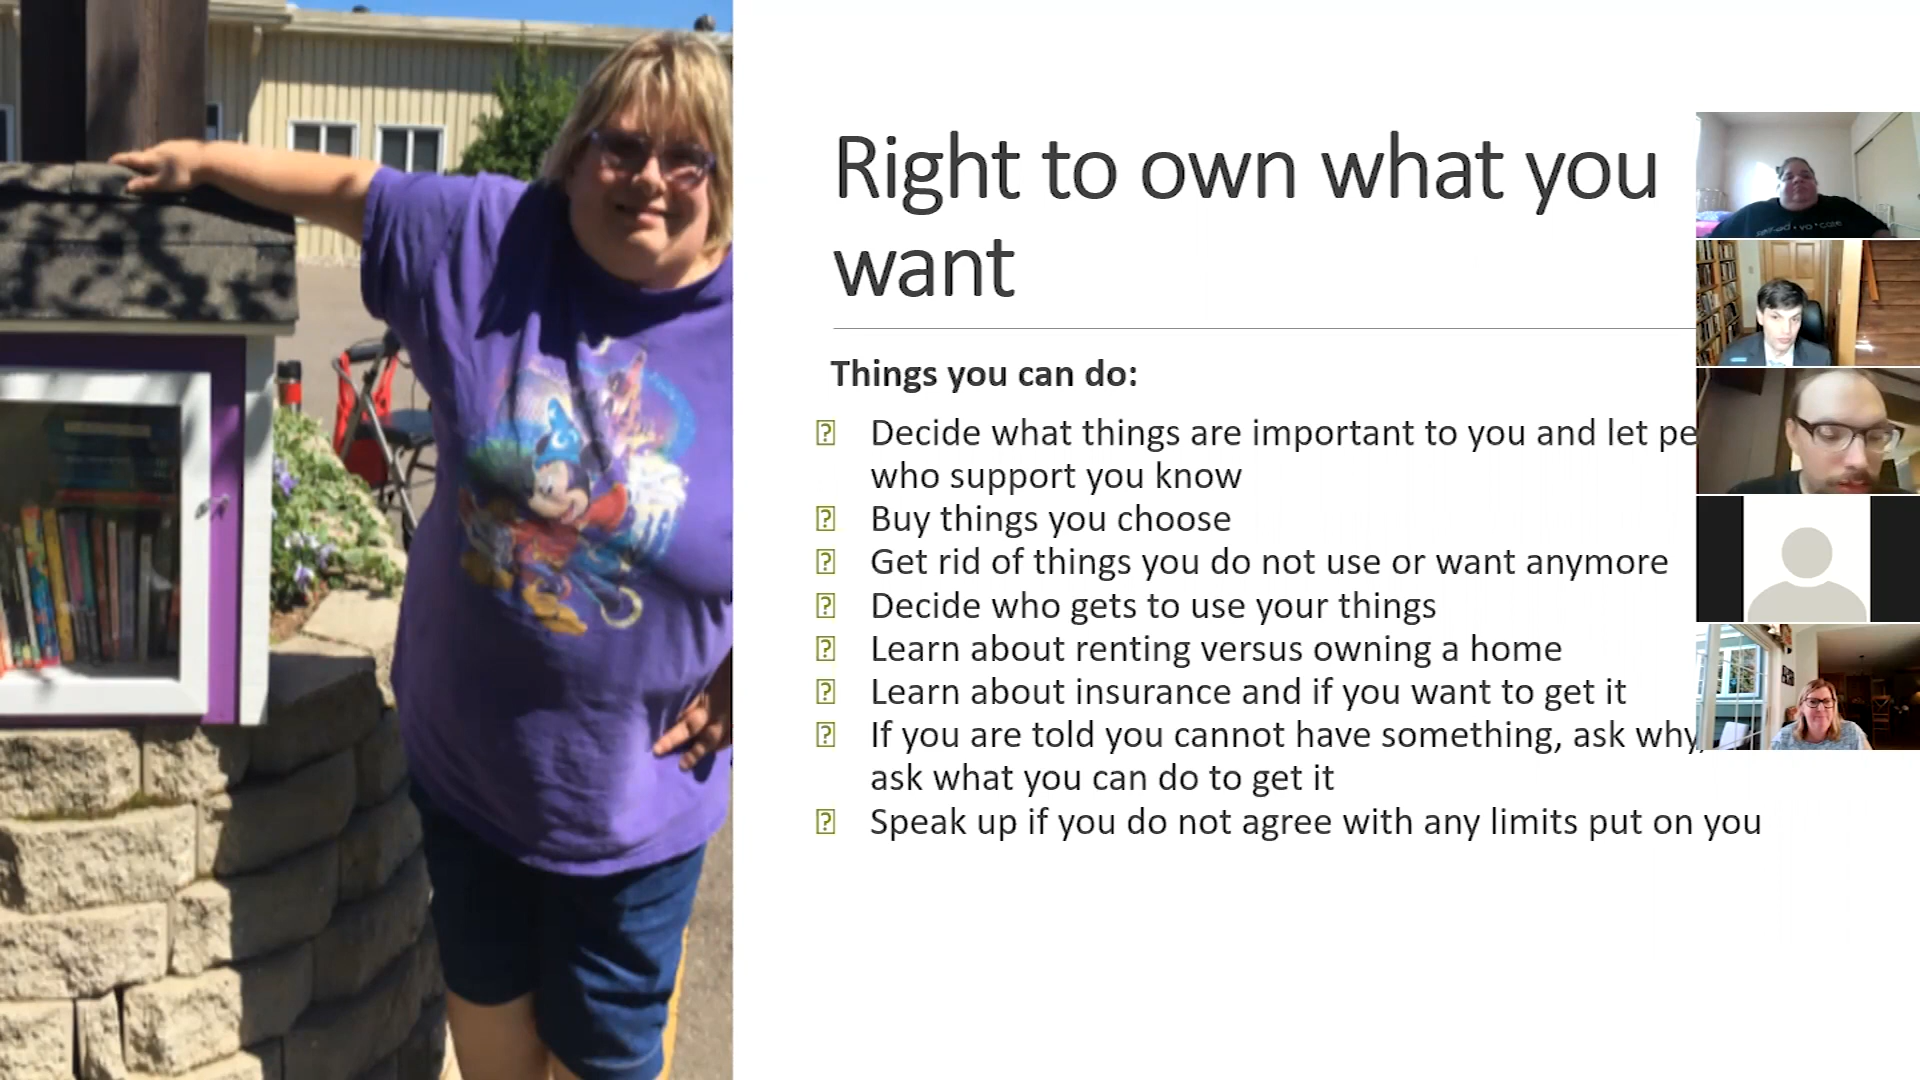 Right to own what you
want
Things you can do:
Decide what things are important to you and let pe
who support you know
Buy things you choose
Get rid of things you do not use or want anymore
Decide who gets to use your things
Learn about renting versus owning a home
Learn about insurance and if you want to get it
If you are told you cannot have something, ask why,
ask what you can do to get it
Speak up if you do not agree with any limits put on you